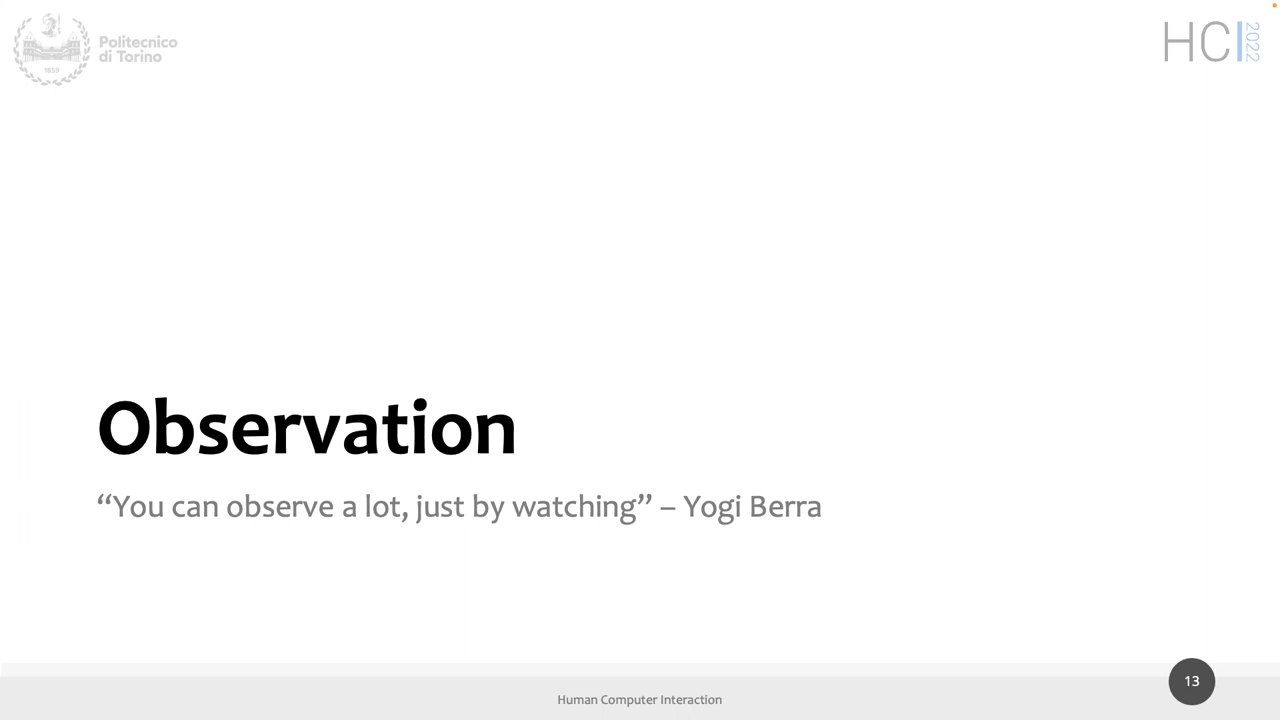 Politecnico
di Torino
1859
HCI 2022
Observation
“You can observe a lot, just by watching” – Yogi Berra
13
Human Computer Interaction